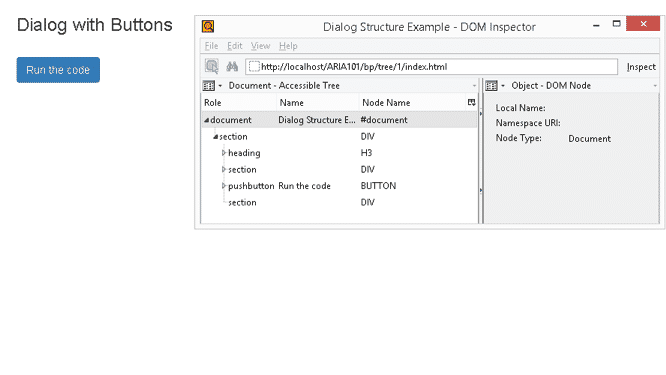 Dialog with Buttons
Run the code
Dialog Structure Example - DOM Inspector
File Edit View Help
http://localhost/ARIA101/bp/tree/1/index.html Inspect
Document - Accessible Tree
Role Name Node Name
document Dialog Structure E... #document
section DIV
heading H3
section DIV
pushbutton Run the code BUTTON
section DIV
Object - DOM Node
Local Name:
Namespace URI:
Node Type: Document